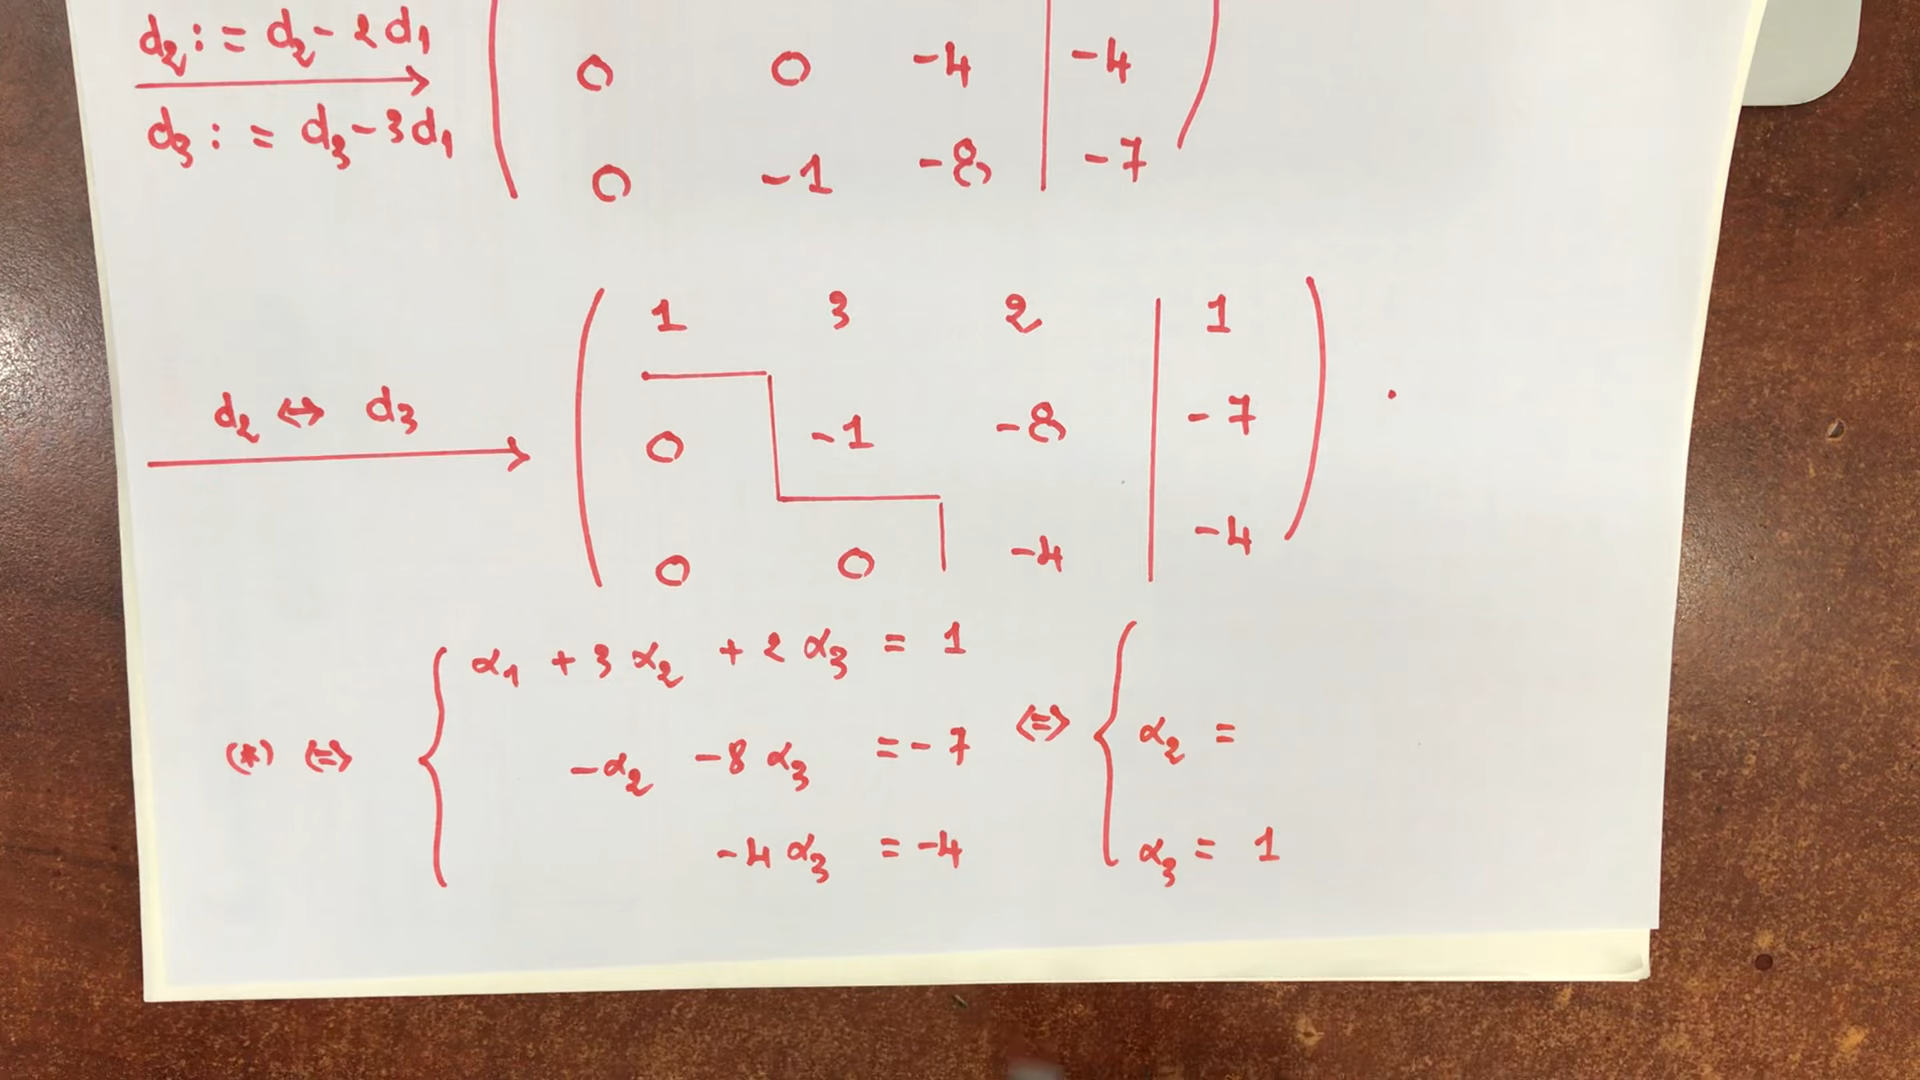 d₂ := d₂ - 2d₁
d₃ := d₃ - 3d₁
0 0 -4 | -4
0 -1 -8 | -7
d₂ ↔ d₃
1 3 2 | 1
0 -1 -8 | -7
0 0 -4 | -4
α₁ + 3α₂ + 2α₃ = 1
(*) ⇔ { -α₂ -8α₃ = -7 ⇔ { α₂ =
-4α₃ = -4 α₃ = 1